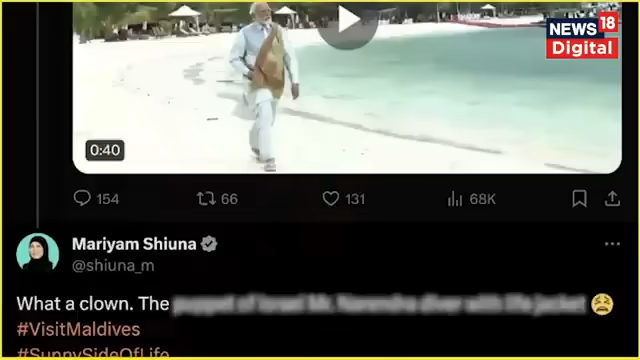 NEWS 18
Digital
0:40
154 66 131 68K
Mariyam Shiuna
@shiuna_m
What a clown. The
#VisitMaldives
#SunnySideOfLife